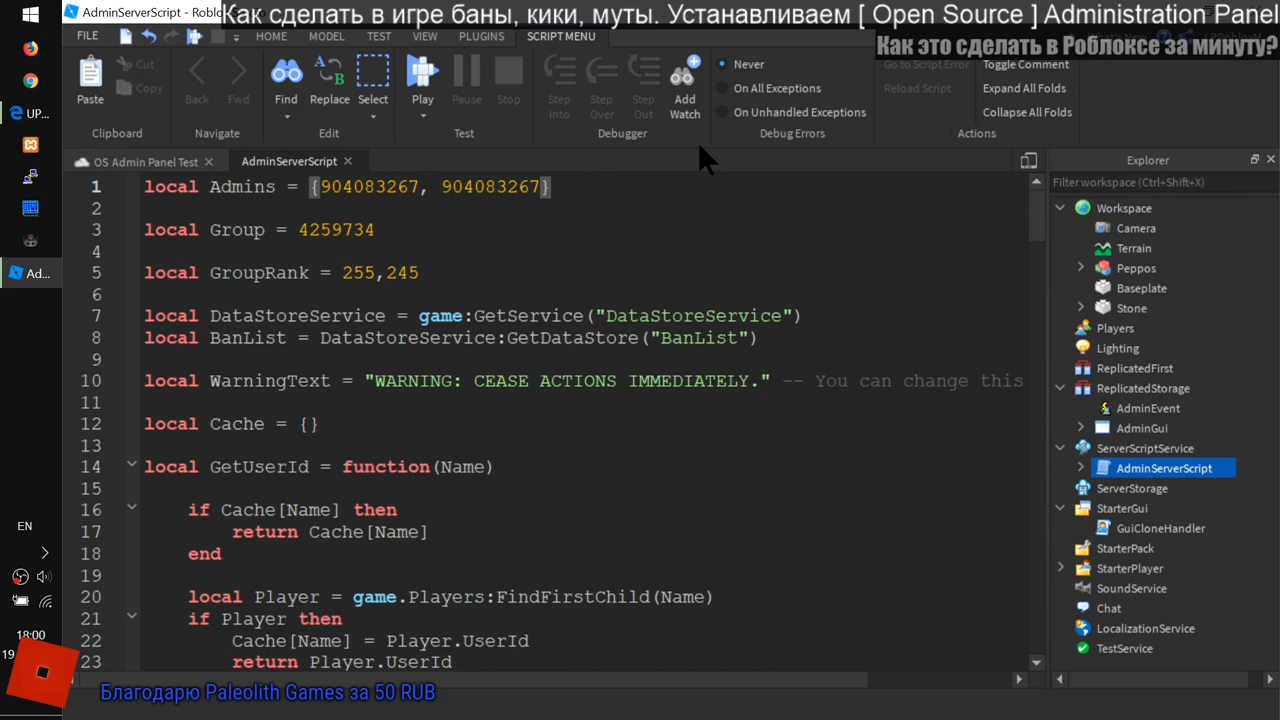 AdminServerScript - Roblo
Как сделать в игре баны, кики, муты. Устанавливаем [ Open Source ] Administration Panel
Как это сделать в Роблоксе за минуту?
FILE HOME MODEL TEST VIEW PLUGINS SCRIPT MENU
Paste
Cut
Copy
Clipboard
Back Fwd
Navigate
Find Replace Select
Edit
Play Pause Stop
Test
Step Into
Step Over
Step Out
Add Watch
Debugger
Never
On All Exceptions
On Unhandled Exceptions
Debug Errors
Go to Script Error
Reload Script
Toggle Comment
Expand All Folds
Collapse All Folds
Actions
UP...
Ad...
EN
18:00
19
OS Admin Panel Test × AdminServerScript ×
1 local Admins = {904083267, 904083267}
2
3 local Group = 4259734
4
5 local GroupRank = 255,245
6
7 local DataStoreService = game:GetService("DataStoreService")
8 local BanList = DataStoreService:GetDataStore("BanList")
9
10 local WarningText = "WARNING: CEASE ACTIONS IMMEDIATELY." -- You can change this
11
12 local Cache = {}
13
14 local GetUserId = function(Name)
15
16 if Cache[Name] then
17 return Cache[Name]
18 end
19
20 local Player = game.Players:FindFirstChild(Name)
21 if Player then
22 Cache[Name] = Player.UserId
23 return Player.UserId
Explorer
Filter workspace (Ctrl+Shift+X)
Workspace
Camera
Terrain
Peppos
Baseplate
Stone
Players
Lighting
ReplicatedFirst
ReplicatedStorage
AdminEvent
AdminGui
ServerScriptService
AdminServerScript
ServerStorage
StarterGui
GuiCloneHandler
StarterPack
StarterPlayer
SoundService
Chat
LocalizationService
TestService
Благодарю Paleolith Games за 50 RUB